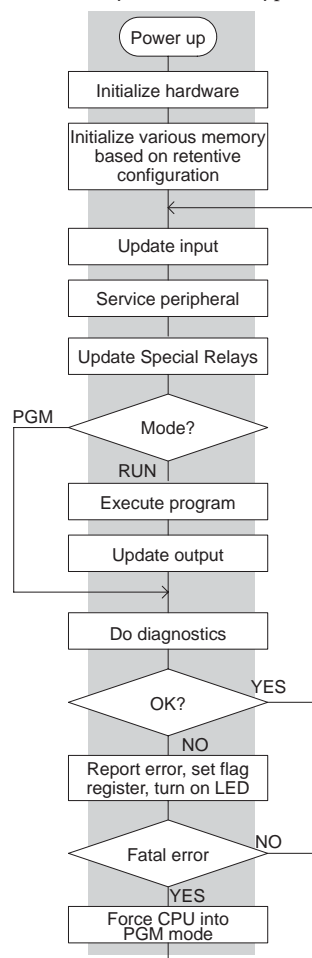 Power up
Initialize hardware
Initialize various memory
based on retentive
configuration
Update input
Service peripheral
Update Special Relays
PGM
Mode?
RUN
Execute program
Update output
Do diagnostics
YES
OK?
NO
Report error, set flag
register, turn on LED
NO
Fatal error
YES
Force CPU into
PGM mode